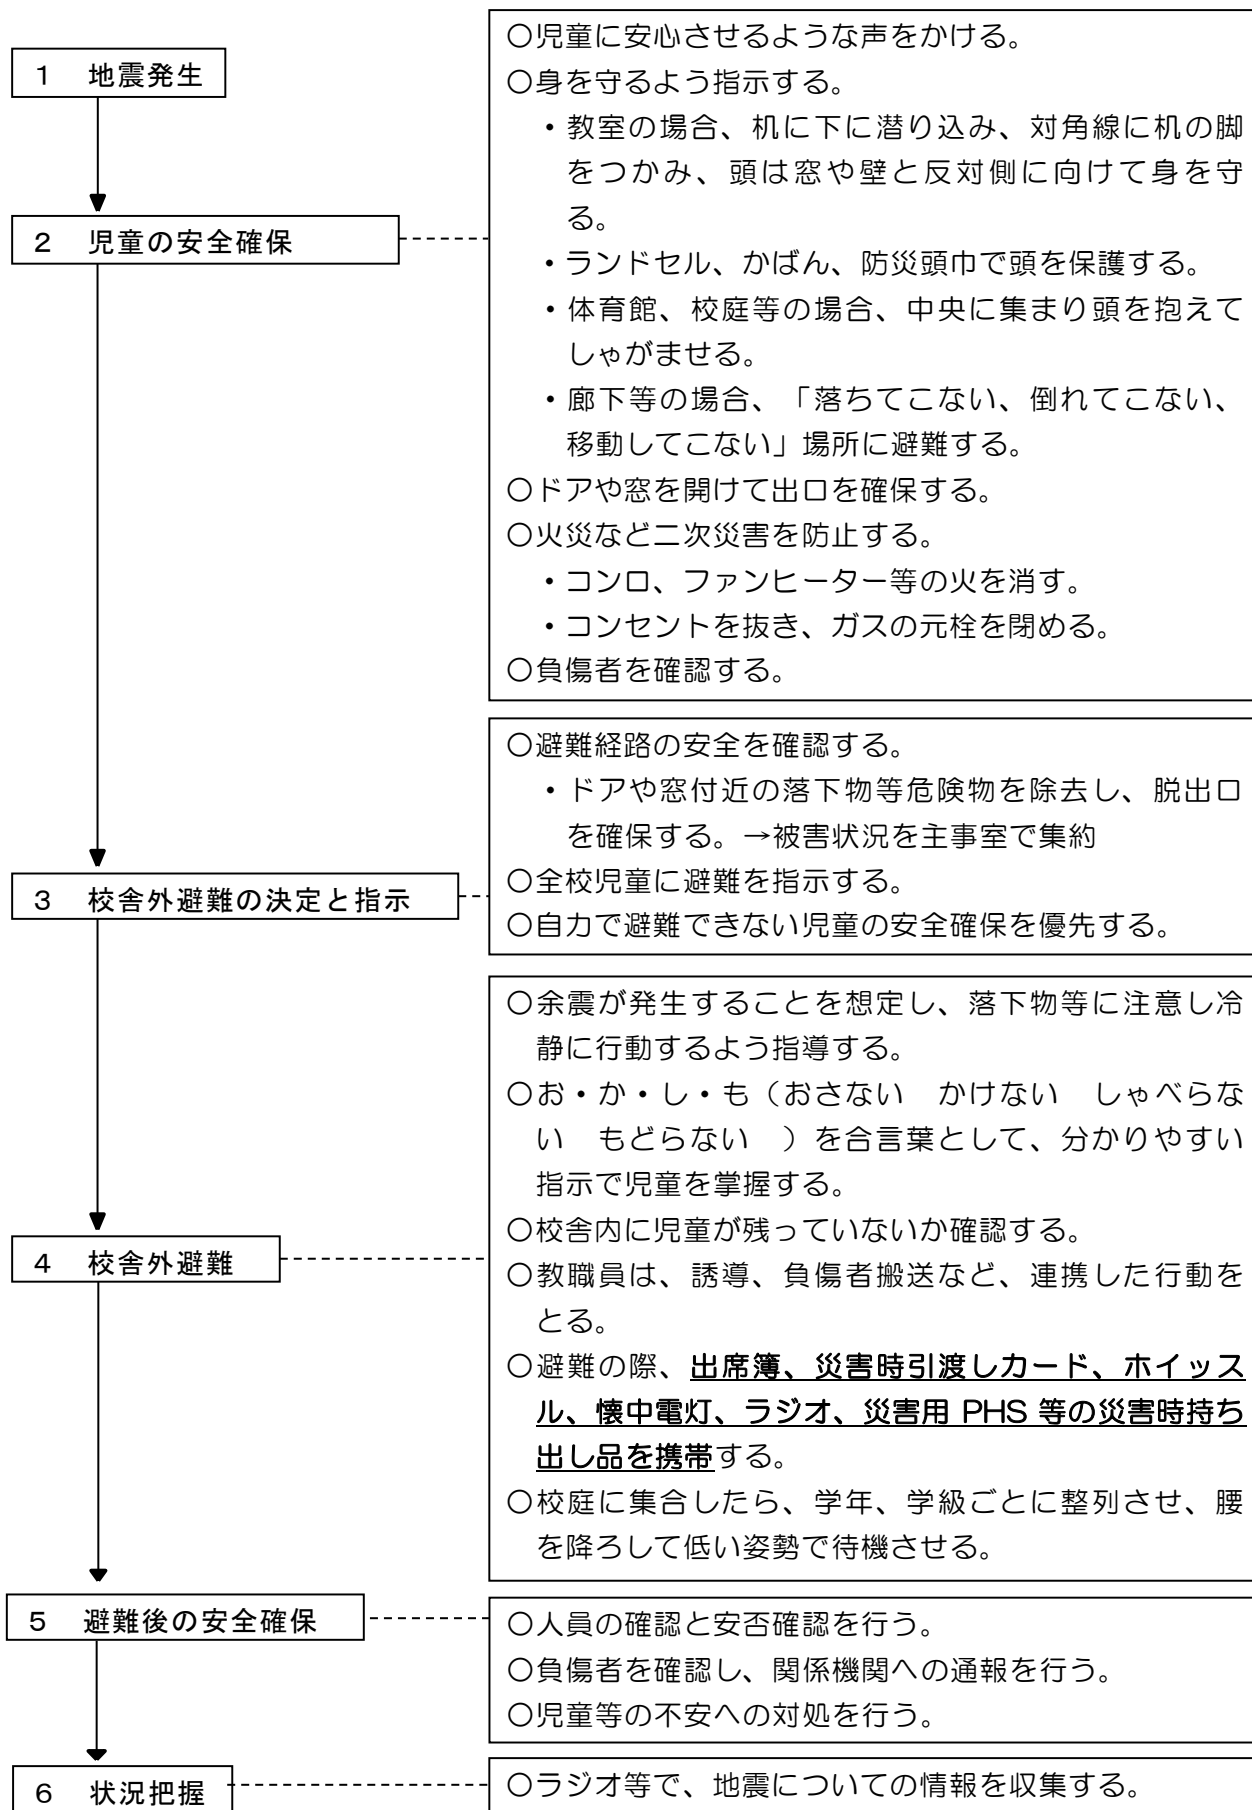 １　地震発生
○児童に安心させるような声をかける。
○身を守るよう指示する。
・教室の場合、机に下に潜り込み、対角線に机の脚
をつかみ、頭は窓や壁と反対側に向けて身を守
る。
２　児童の安全確保
・ランドセル、かばん、防災頭巾で頭を保護する。
・体育館、校庭等の場合、中央に集まり頭を抱えて
しゃがませる。
・廊下等の場合、「落ちてこない、倒れてこない、
移動してこない」場所に避難する。
○ドアや窓を開けて出口を確保する。
○火災など二次災害を防止する。
・コンロ、ファンヒーター等の火を消す。
・コンセントを抜き、ガスの元栓を閉める。
○負傷者を確認する。
３　校舎外避難の決定と指示
○避難経路の安全を確認する。
・ドアや窓付近の落下物等危険物を除去し、脱出口
を確保する。→被害状況を主事室で集約
○全校児童に避難を指示する。
○自力で避難できない児童の安全確保を優先する。
４　校舎外避難
○余震が発生することを想定し、落下物等に注意し冷
静に行動するよう指導する。
○お・か・し・も（おさない　かけない　しゃべらな
い　もどらない　）を合言葉として、分かりやすい
指示で児童を掌握する。
○校舎内に児童が残っていないか確認する。
○教職員は、誘導、負傷者搬送など、連携した行動を
とる。
○避難の際、出席簿、災害時引渡しカード、ホイッス
ル、懐中電灯、ラジオ、災害用 PHS 等の災害時持ち
出し品を携帯する。
○校庭に集合したら、学年、学級ごとに整列させ、腰
を降ろして低い姿勢で待機させる。
５　避難後の安全確保
○人員の確認と安否確認を行う。
○負傷者を確認し、関係機関への通報を行う。
○児童等の不安への対処を行う。
６　状況把握
○ラジオ等で、地震についての情報を収集する。